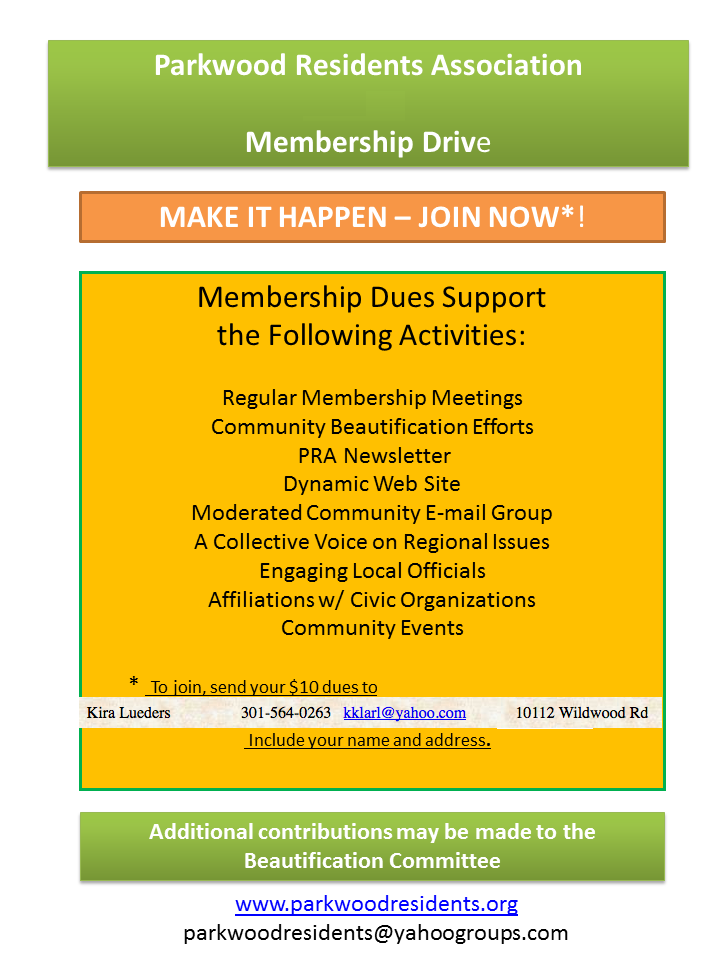 Parkwood Residents Association
Membership Drive
MAKE IT HAPPEN – JOIN NOW*!
Membership Dues Support
the Following Activities:
Regular Membership Meetings
Community Beautification Efforts
PRA Newsletter
Dynamic Web Site
Moderated Community E-mail Group
A Collective Voice on Regional Issues
Engaging Local Officials
Affiliations w/ Civic Organizations
Community Events
* To join, send your $10 dues to
Kira Lueders 301-564-0263 kklarl@yahoo.com 10112 Wildwood Rd
Include your name and address.
Additional contributions may be made to the
Beautification Committee
www.parkwoodresidents.org
parkwoodresidents@yahoogroups.com